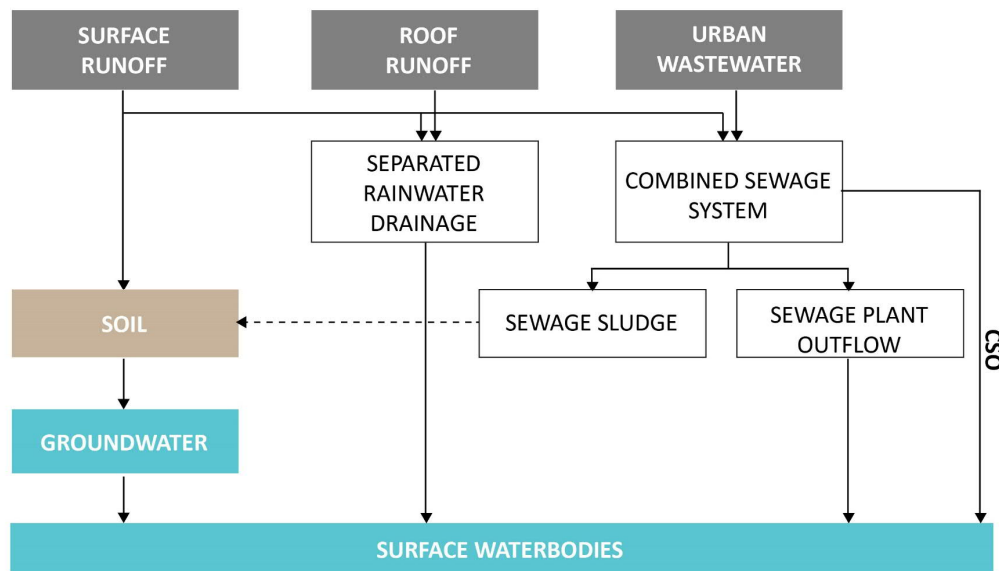 SURFACE
RUNOFF
ROOF
RUNOFF
URBAN
WASTEWATER
SEPARATED
RAINWATER
DRAINAGE
COMBINED SEWAGE
SYSTEM
SOIL
SEWAGE SLUDGE
SEWAGE PLANT
OUTFLOW
CSO
GROUNDWATER
SURFACE WATERBODIES